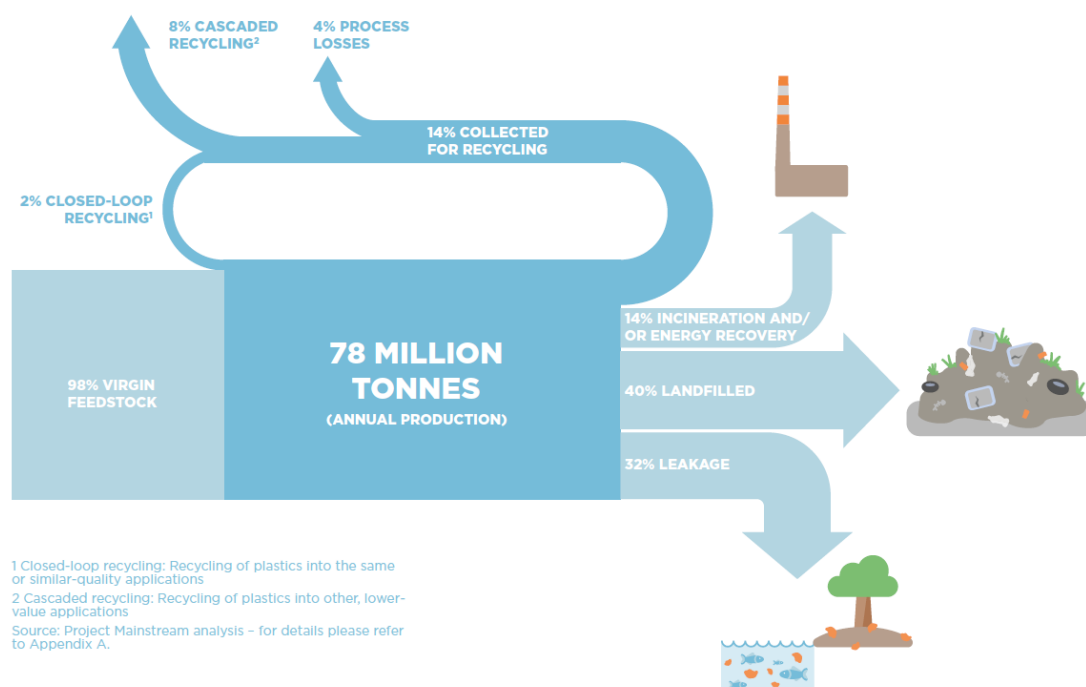 8% CASCADED
RECYCLING²
4% PROCESS
LOSSES
14% COLLECTED
FOR RECYCLING
2% CLOSED-LOOP
RECYCLING¹
98% VIRGIN
FEEDSTOCK
78 MILLION
TONNES
(ANNUAL PRODUCTION)
14% INCINERATION AND/
OR ENERGY RECOVERY
40% LANDFILLED
32% LEAKAGE
1 Closed-loop recycling: Recycling of plastics into the same
or similar-quality applications
2 Cascaded recycling: Recycling of plastics into other, lower-
value applications
Source: Project Mainstream analysis – for details please refer
to Appendix A.